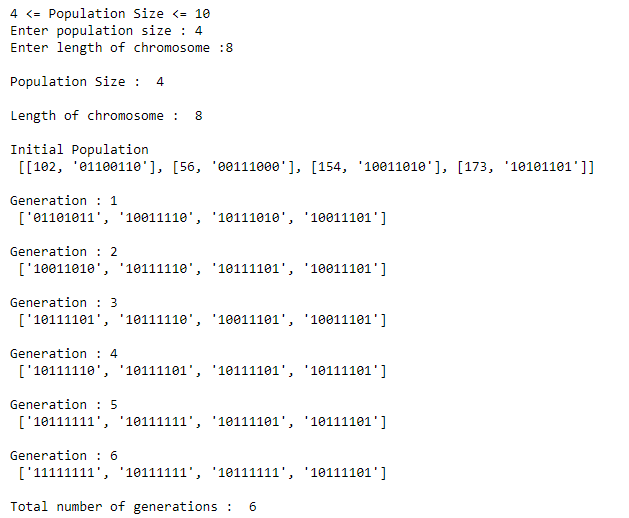 4 <= Population Size <= 10
Enter population size : 4
Enter length of chromosome :8
Population Size :  4
Length of chromosome :  8
Initial Population
[[102, '01100110'], [56, '00111000'], [154, '10011010'], [173, '10101101']]
Generation : 1
['01101011', '10011110', '10111010', '10011101']
Generation : 2
['10011010', '10111110', '10111101', '10011101']
Generation : 3
['10111101', '10111110', '10011101', '10011101']
Generation : 4
['10111110', '10111101', '10111101', '10111101']
Generation : 5
['10111111', '10111111', '10111101', '10111101']
Generation : 6
['11111111', '10111111', '10111111', '10111101']
Total number of generations :  6